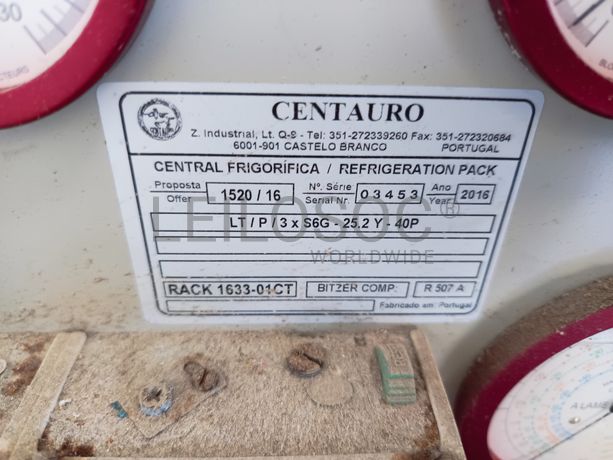 30
CENTAURO
Z. Industrial, Lt. Q-8 - Tel: 351-272339260 Fax: 351-272320684
6001-901 CASTELO BRANCO PORTUGAL
CENTRAL FRIGORÍFICA / REFRIGERATION PACK
Proposta Offer 1520 / 16 Nº. Série Serial Nr. 03453 Ano Year 2016
LT / P / 3 x S6G - 25.2 Y - 40P
LEILOSOC®
WORLDWIDE
RACK 1633-01CT BITZER COMP: R 507 A
Fabricado em: Portugal